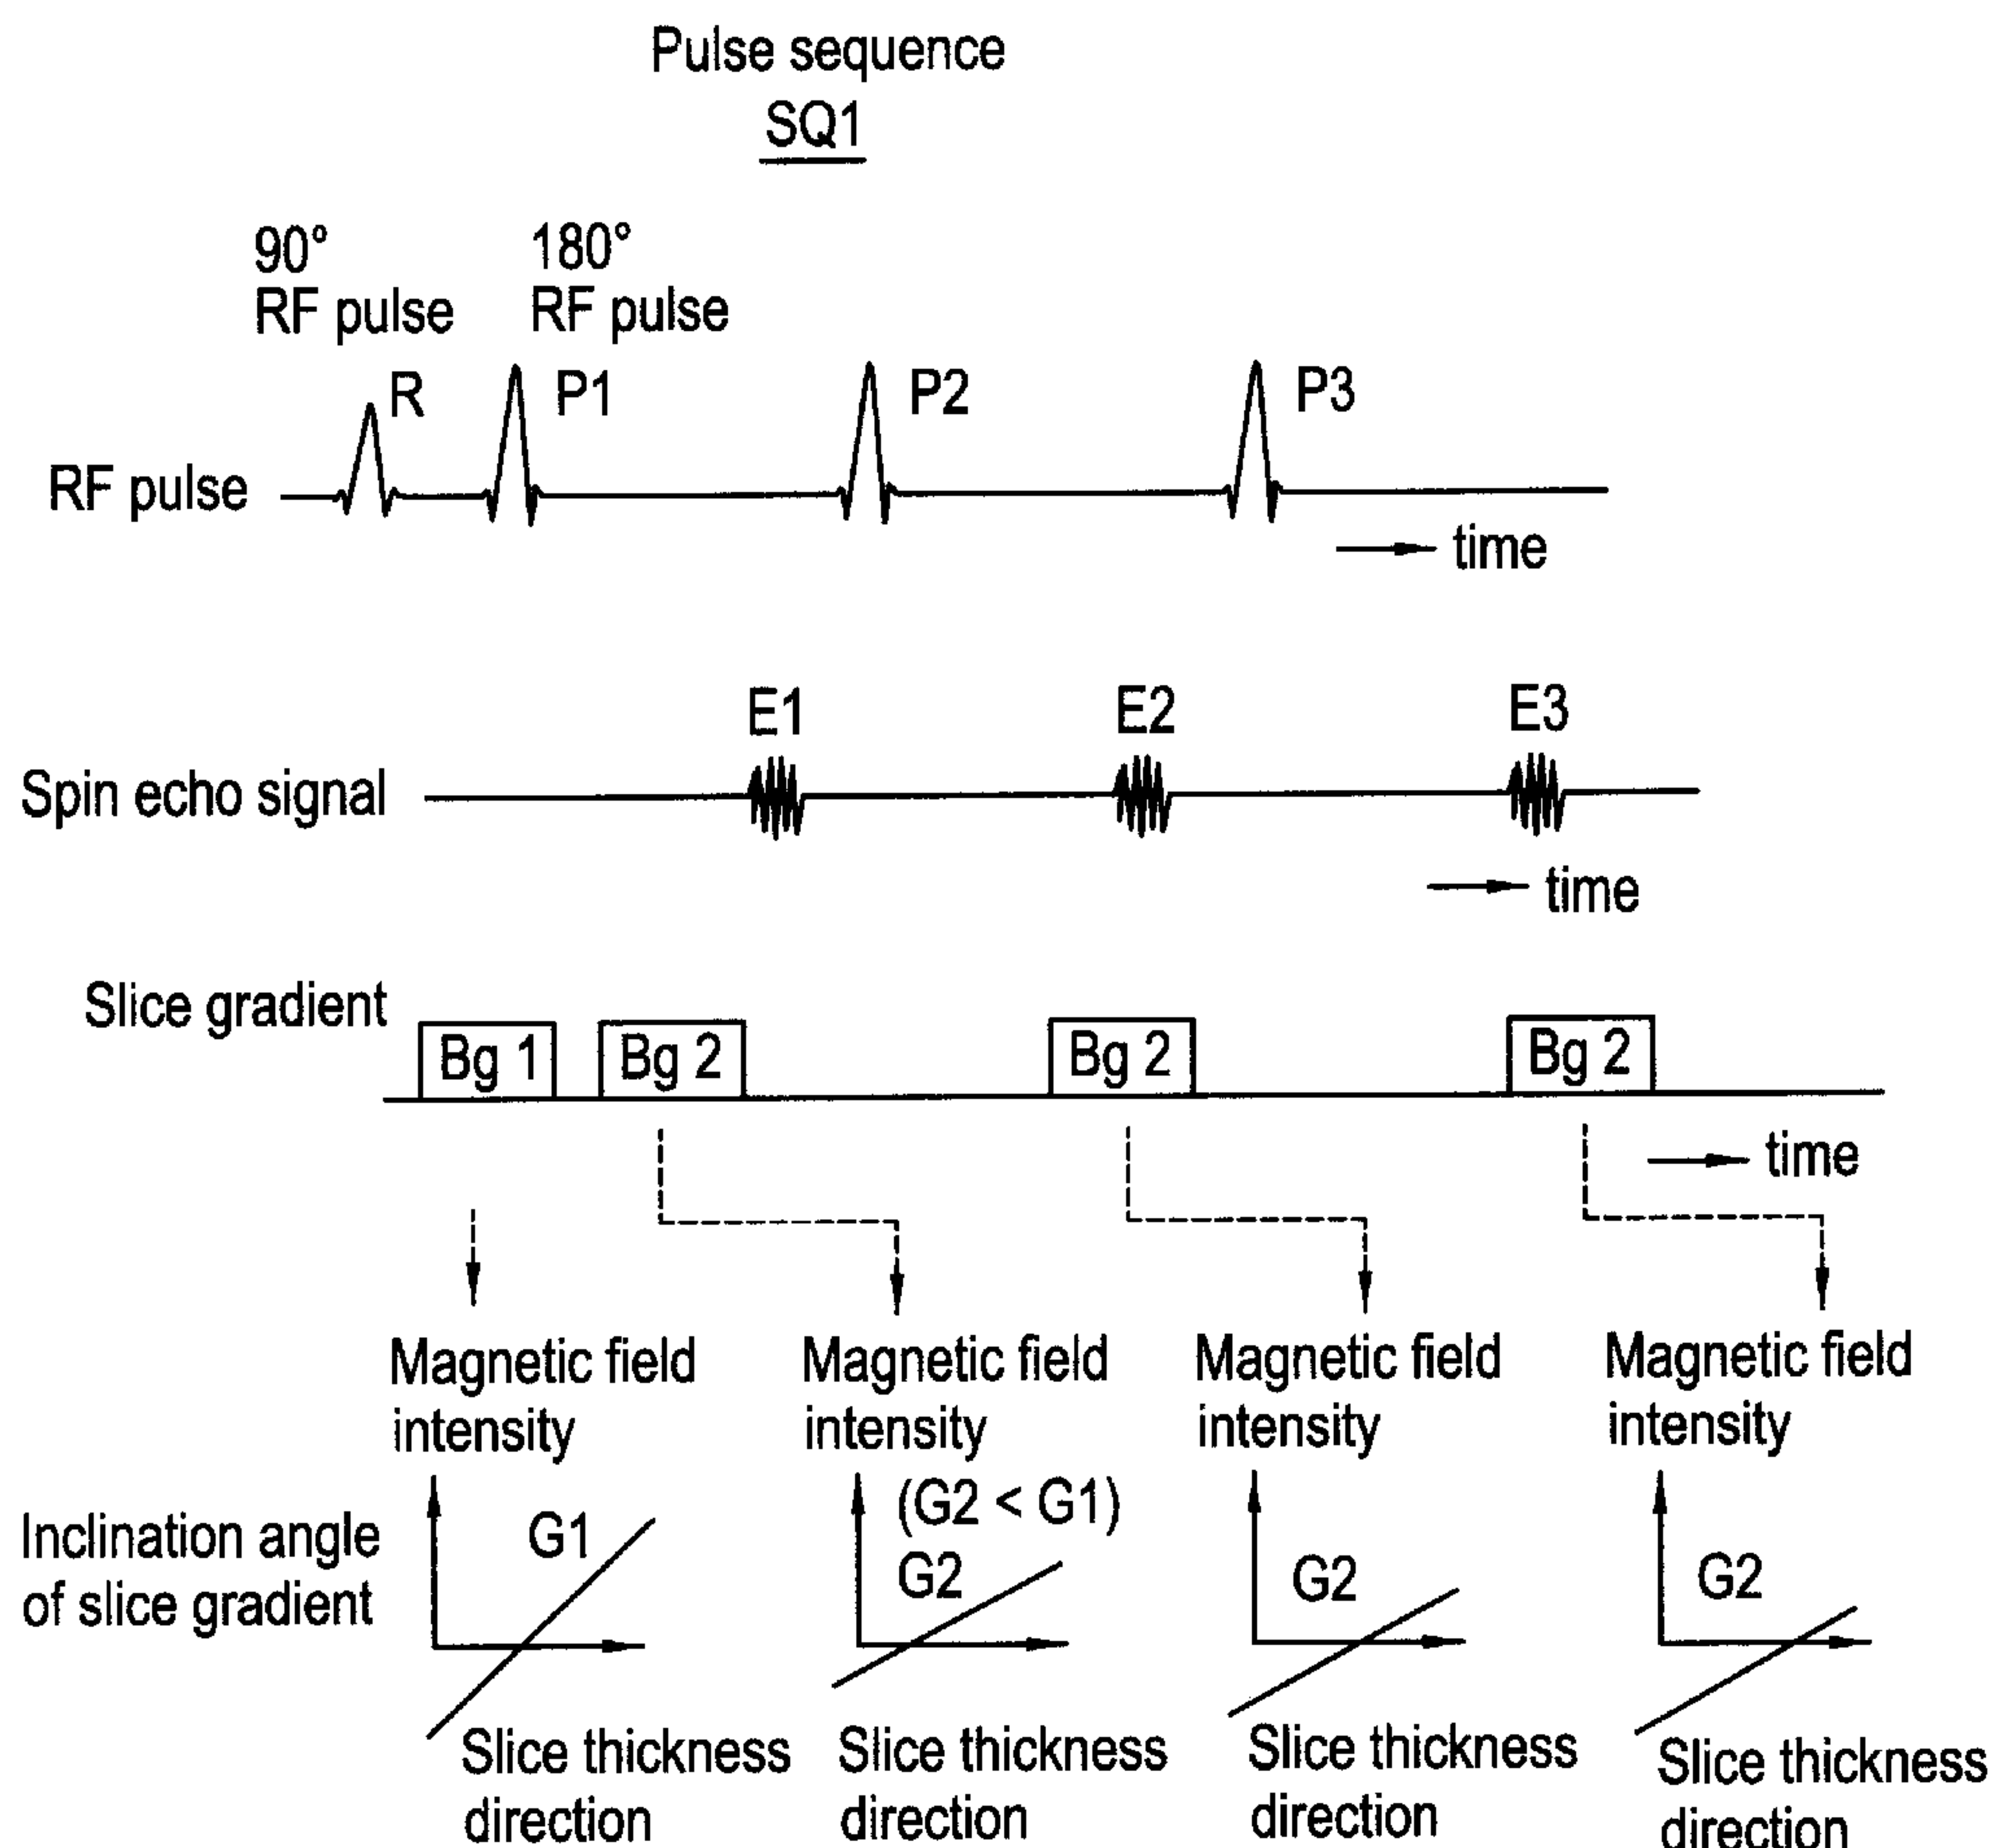 Pulse sequence
SQ1
90°
RF pulse
180°
RF pulse
R
P1
P2
P3
RF pulse
time
E1
E2
E3
Spin echo signal
time
Slice gradient
Bg 1
Bg 2
Bg 2
Bg 2
time
Magnetic field
intensity
Magnetic field
intensity
Magnetic field
intensity
Magnetic field
intensity
Inclination angle
of slice gradient
G1
(G2 < G1)
G2
G2
G2
Slice thickness
direction
Slice thickness
direction
Slice thickness
direction
Slice thickness
direction